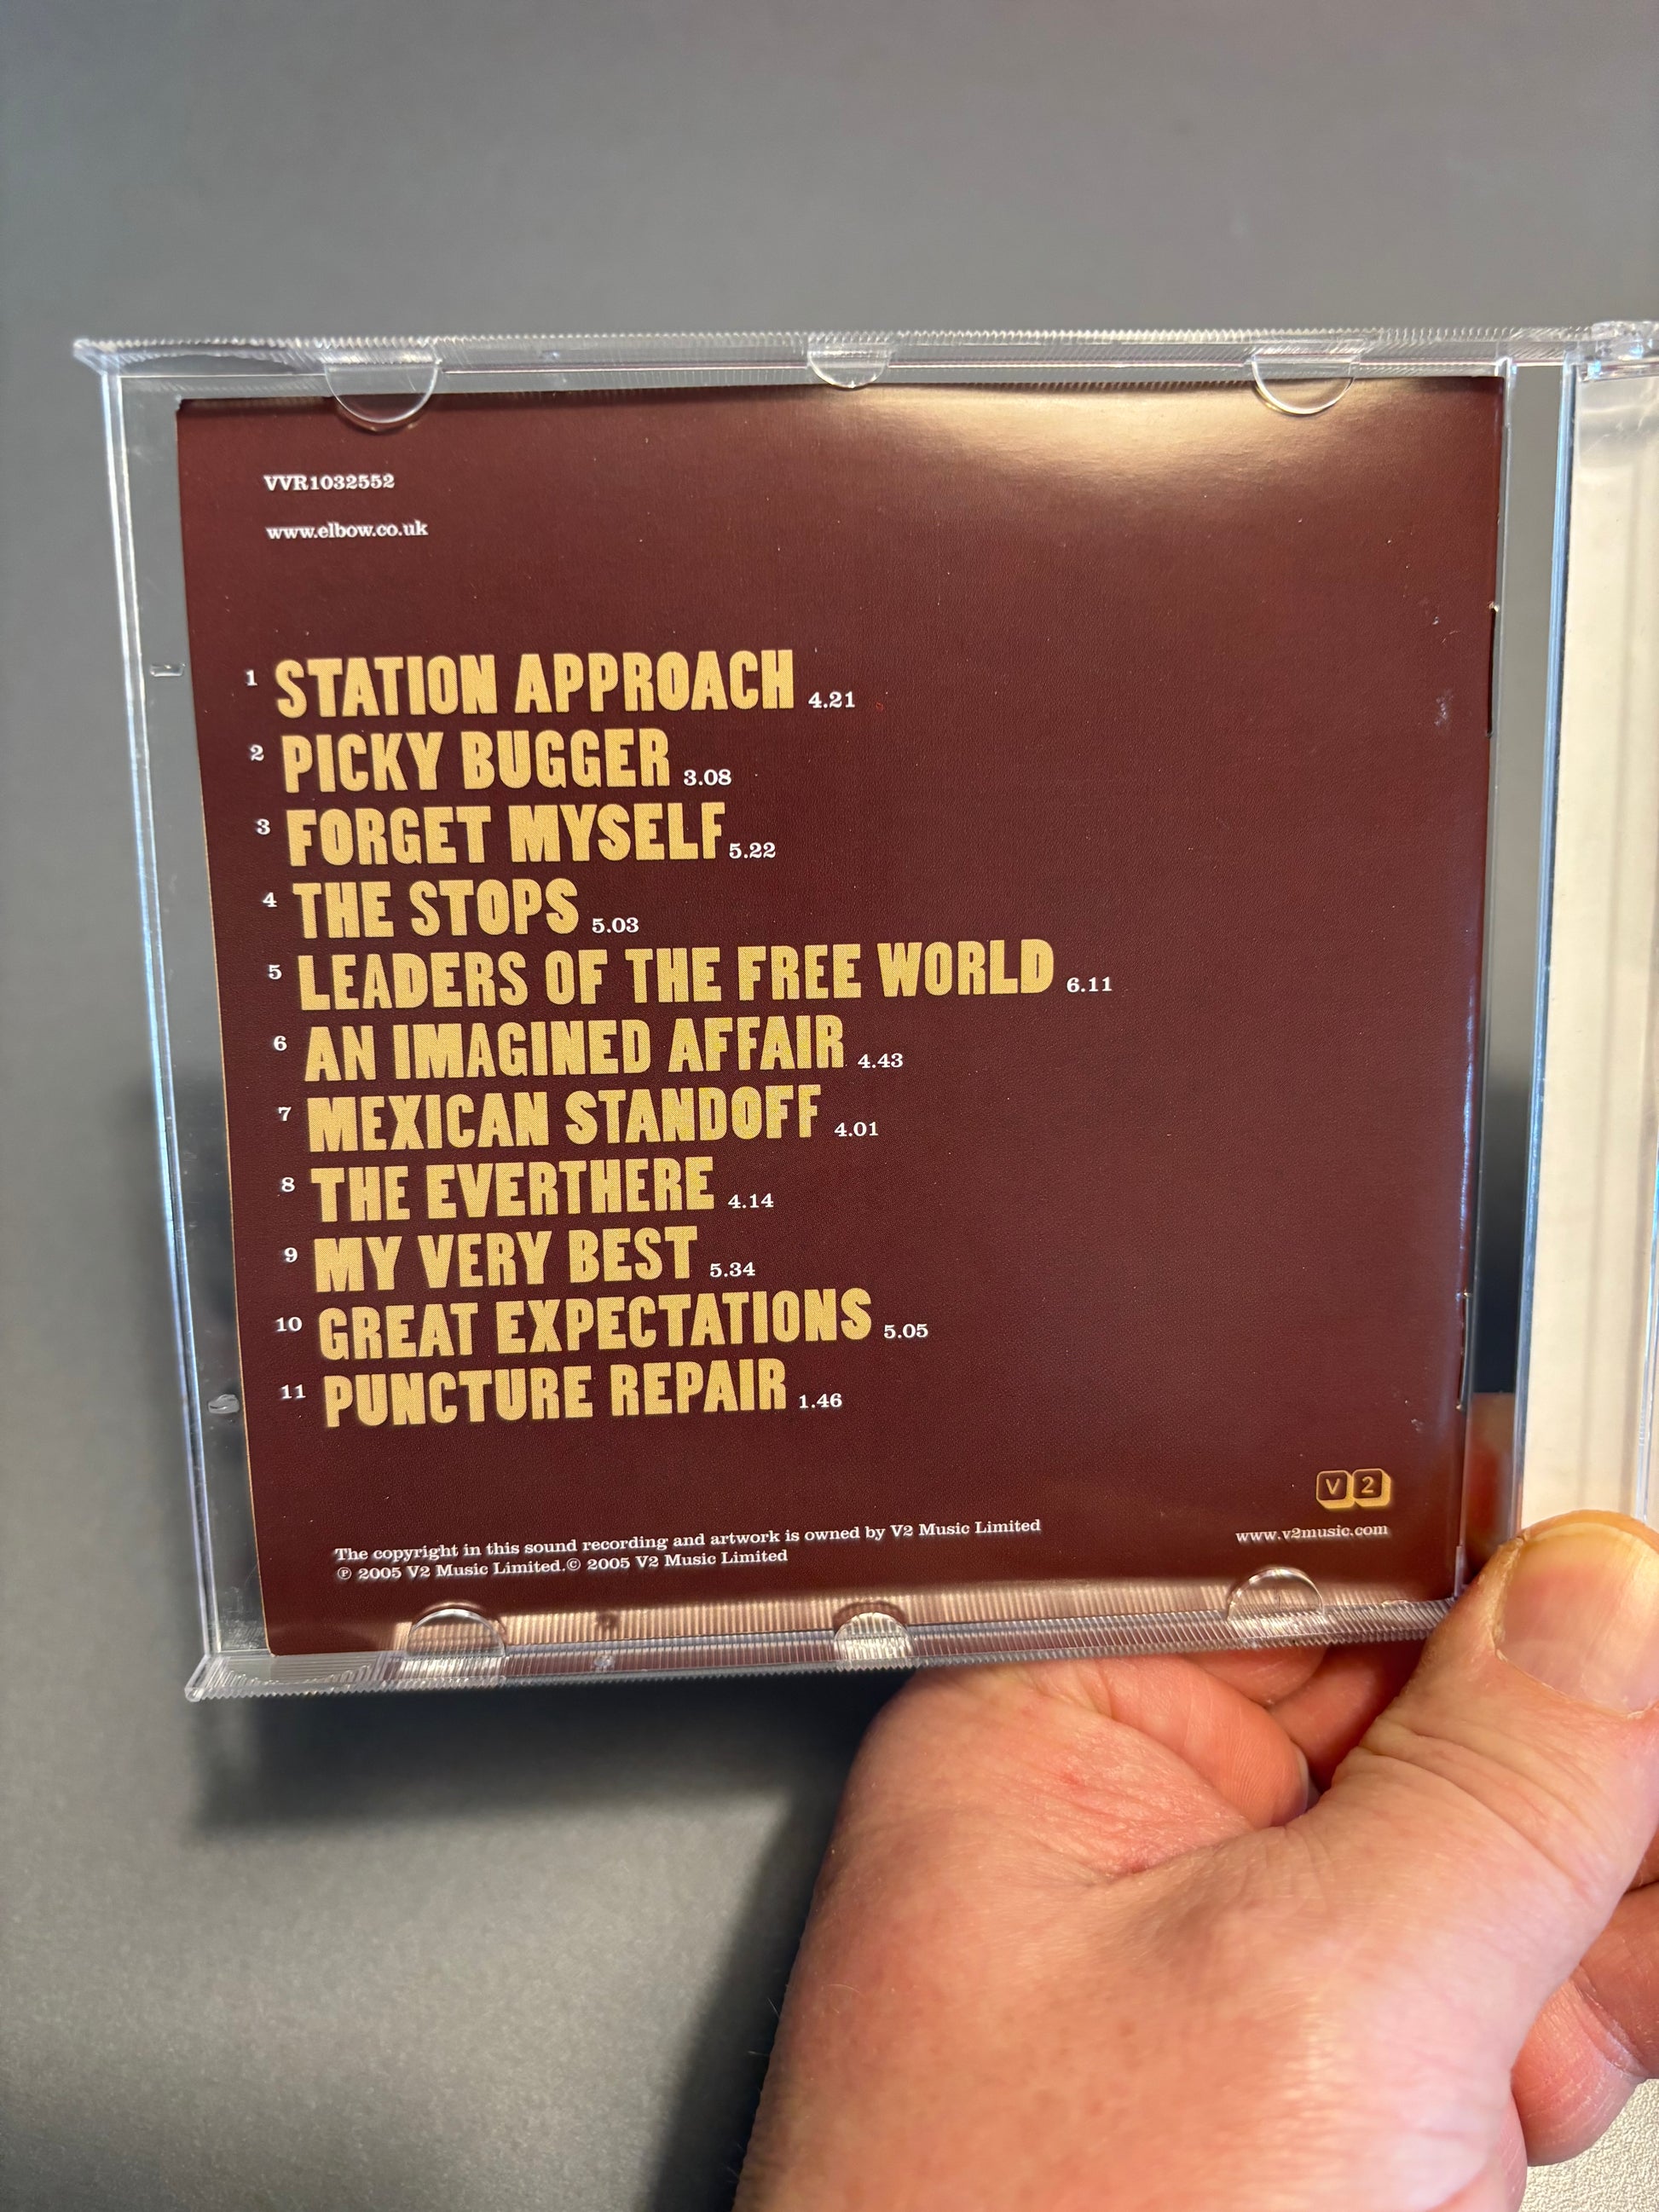 VVR1032552
www.elbow.co.uk
1 STATION APPROACH 4.21
2 PICKY BUGGER 3.08
3 FORGET MYSELF 5.22
4 THE STOPS 5.03
5 LEADERS OF THE FREE WORLD 6.11
6 AN IMAGINED AFFAIR 4.43
7 MEXICAN STANDOFF 4.01
8 THE EVERTHERE 4.14
9 MY VERY BEST 5.34
10 GREAT EXPECTATIONS 5.05
11 PUNCTURE REPAIR 1.46
V2
www.v2music.com
The copyright in this sound recording and artwork is owned by V2 Music Limited
℗ 2005 V2 Music Limited.© 2005 V2 Music Limited